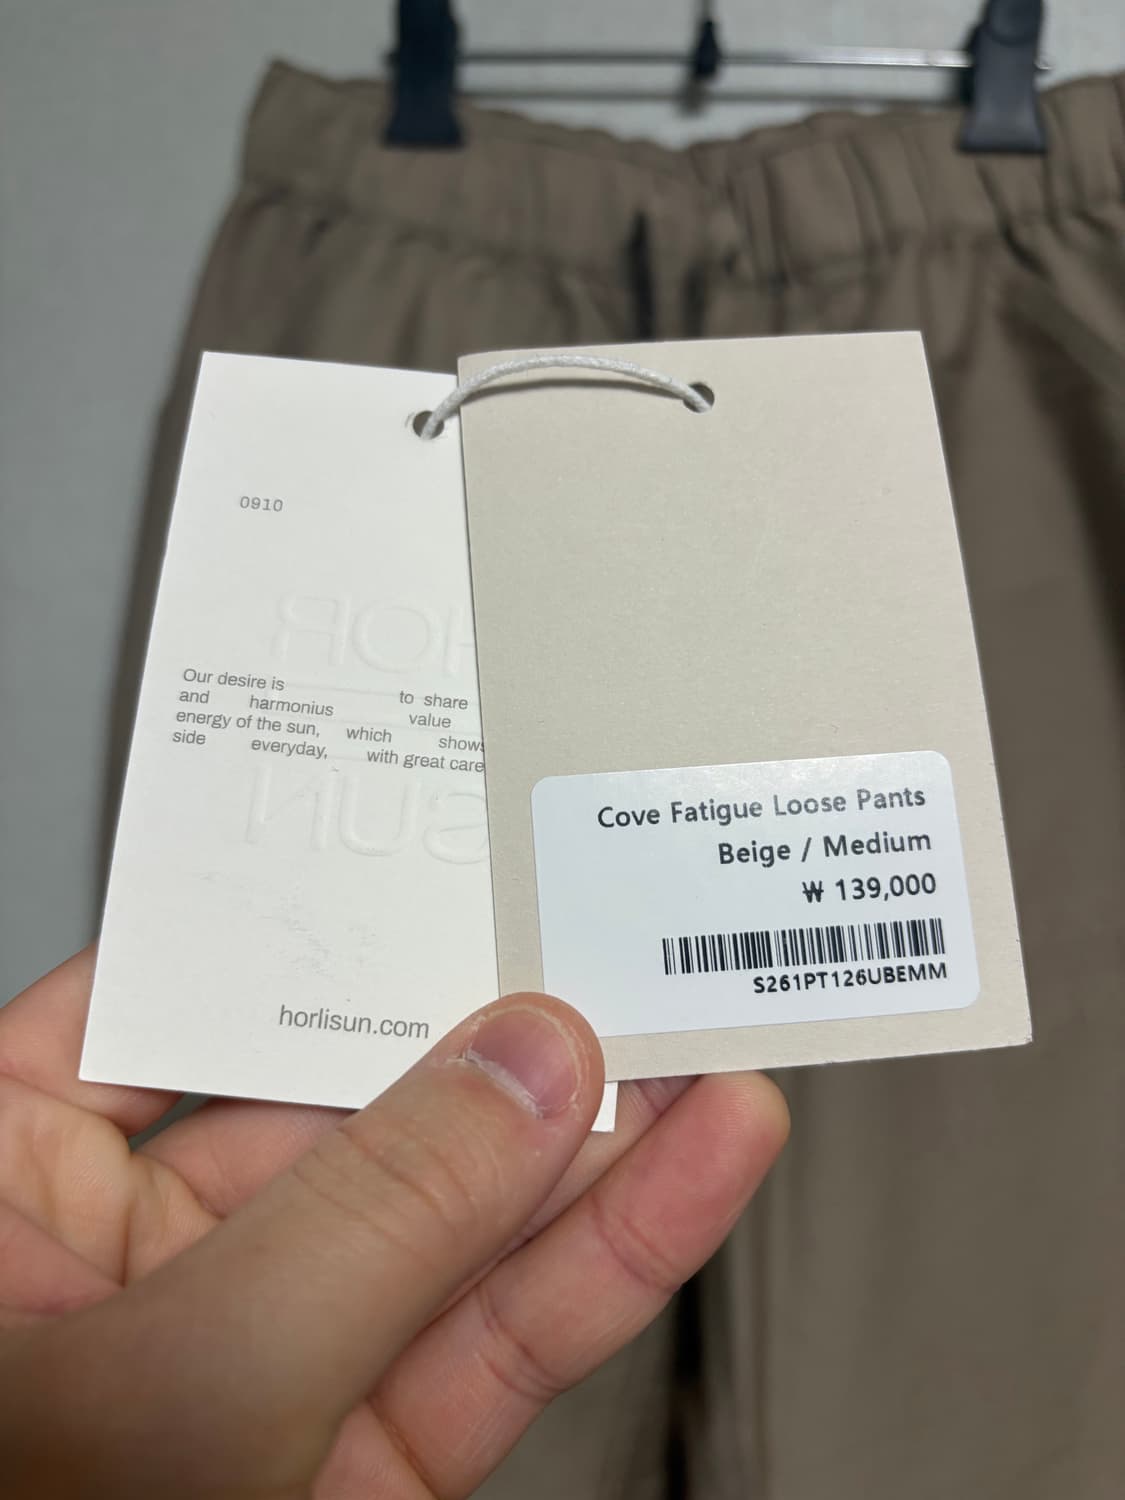 0910
Our desire is to share
and harmonius value
energy of the sun, which shows
side everyday, with great care
horlisun.com
Cove Fatigue Loose Pants
Beige / Medium
₩ 139,000
S261PT126UBEMM